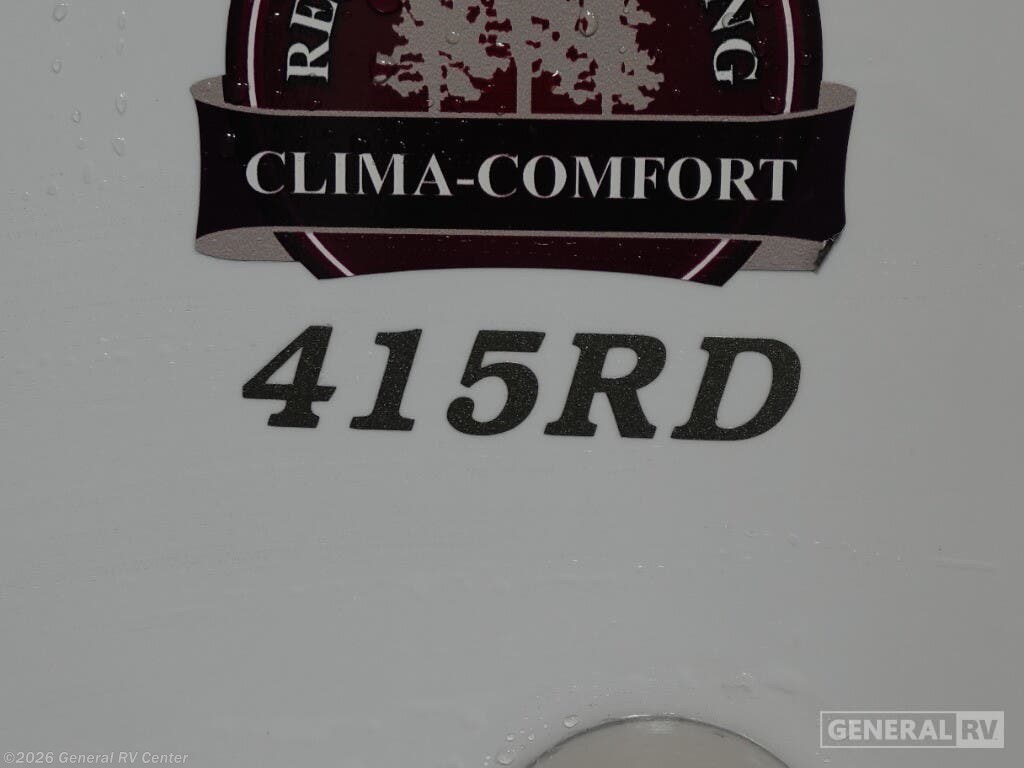 CLIMA-COMFORT
415RD
GENERAL RV
©2026 General RV Center